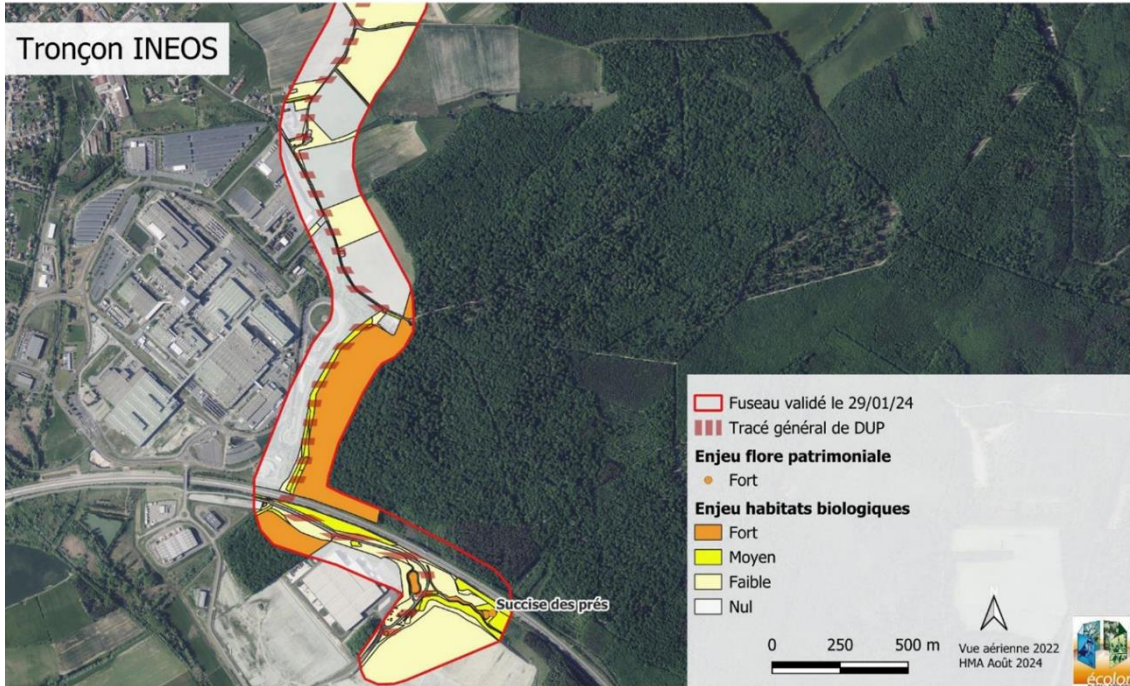 Tronçon INEOS
Succise des prés
Fuseau validé le 29/01/24
Tracé général de DUP
Enjeu flore patrimoniale
Fort
Enjeu habitats biologiques
Fort
Moyen
Faible
Nul
0 250 500 m
Vue aérienne 2022
HMA Août 2024
écolor